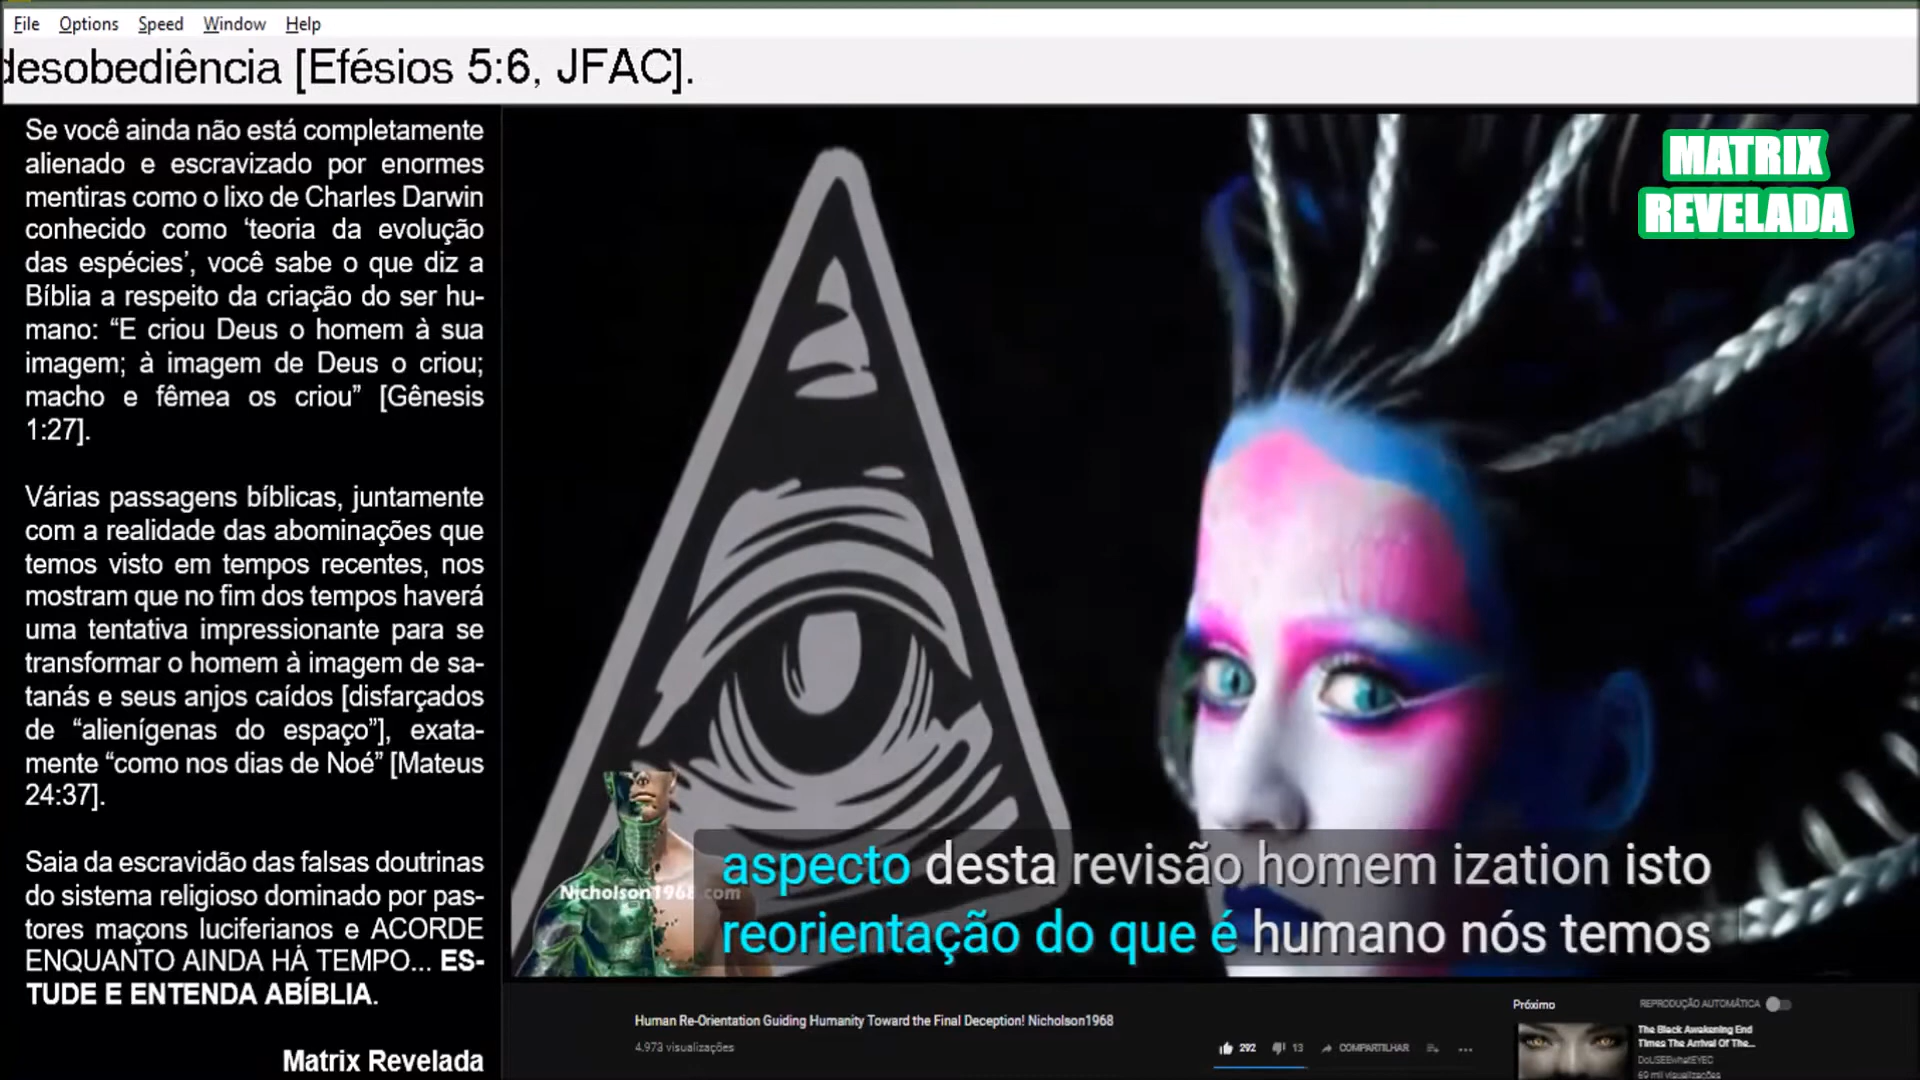 File Options Speed Window Help
desobediência [Efésios 5:6, JFAC].
Se você ainda não está completamente
alienado e escravizado por enormes
mentiras como o lixo de Charles Darwin
conhecido como ‘teoria da evolução
das espécies’, você sabe o que diz a
Bíblia a respeito da criação do ser hu-
mano: “E criou Deus o homem à sua
imagem; à imagem de Deus o criou;
macho e fêmea os criou” [Gênesis
1:27].
Várias passagens bíblicas, juntamente
com a realidade das abominações que
temos visto em tempos recentes, nos
mostram que no fim dos tempos haverá
uma tentativa impressionante para se
transformar o homem à imagem de sa-
tanás e seus anjos caídos [disfarçados
de “alienígenas do espaço”], exata-
mente “como nos dias de Noé” [Mateus
24:37].
Saia da escravidão das falsas doutrinas
do sistema religioso dominado por pas-
tores maçons luciferianos e ACORDE
ENQUANTO AINDA HÁ TEMPO... ES-
TUDE E ENTENDA ABÍBLIA.
Matrix Revelada
MATRIX
REVELADA
Nicholson1968.com
aspecto desta revisão homem ization isto
reorientação do que é humano nós temos
Human Re-Orientation Guiding Humanity Toward the Final Deception! Nicholson1968
4.973 visualizações
292 13 COMPARTILHAR
Próximo REPRODUÇÃO AUTOMÁTICA
The Black Awakening End
Times The Arrival Of The...
DoUSEEwhatEYEC
69 mil visualizações